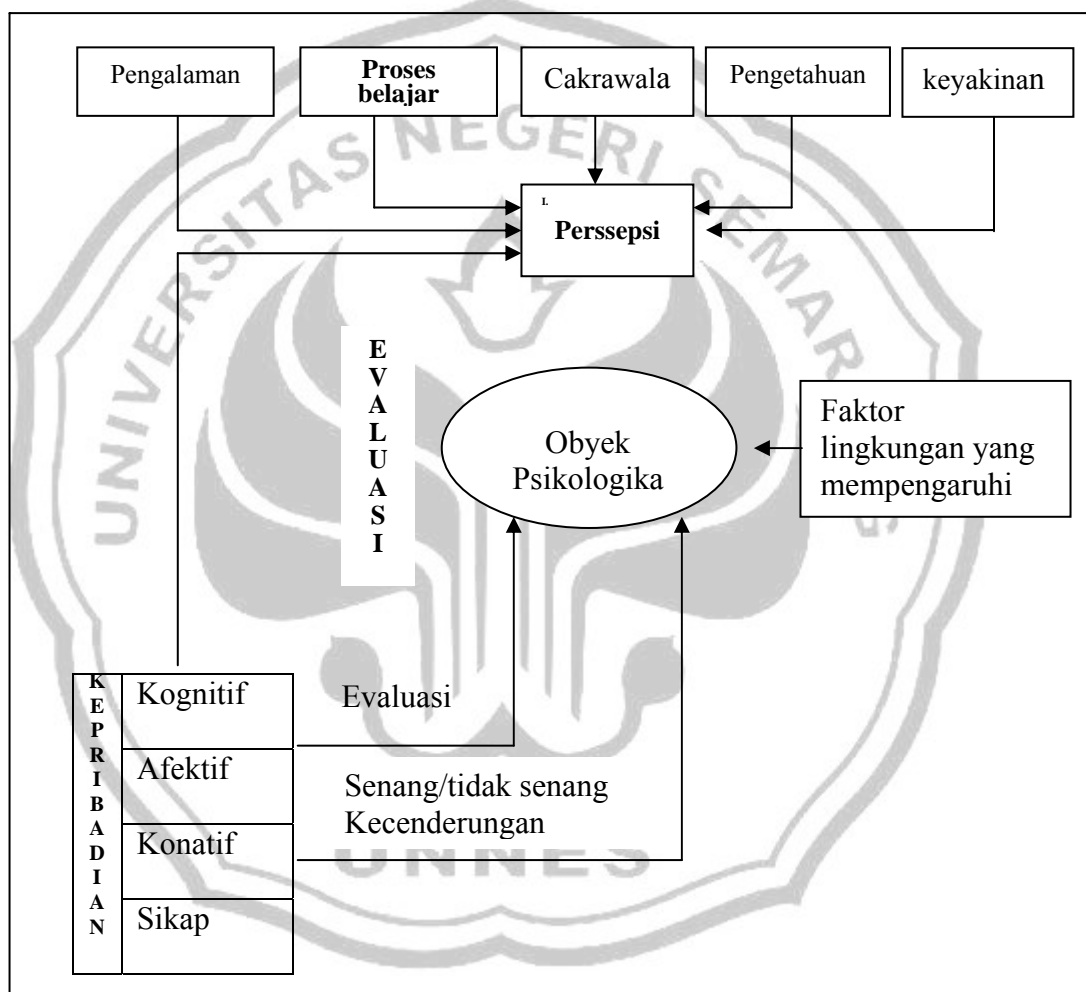 Pengalaman
Proses
belajar
Cakrawala
Pengetahuan
keyakinan
UNIVERSITAS NEGERI SEMARANG
I.
Perssepsi
E
V
A
L
U
A
S
I
Obyek
Psikologika
Faktor
lingkungan yang
mempengaruhi
K
E
P
R
I
B
A
D
I
A
N
Kognitif
Evaluasi
Afektif
Senang/tidak senang
Kecenderungan
Konatif
UNNES
Sikap